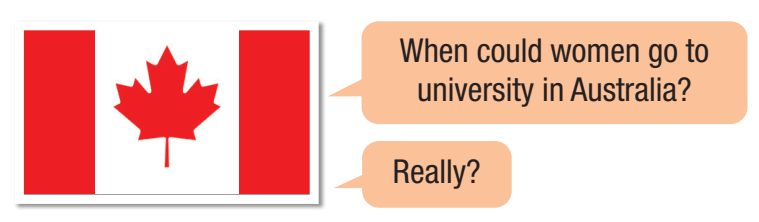 When could women go to
university in Australia?
Really?